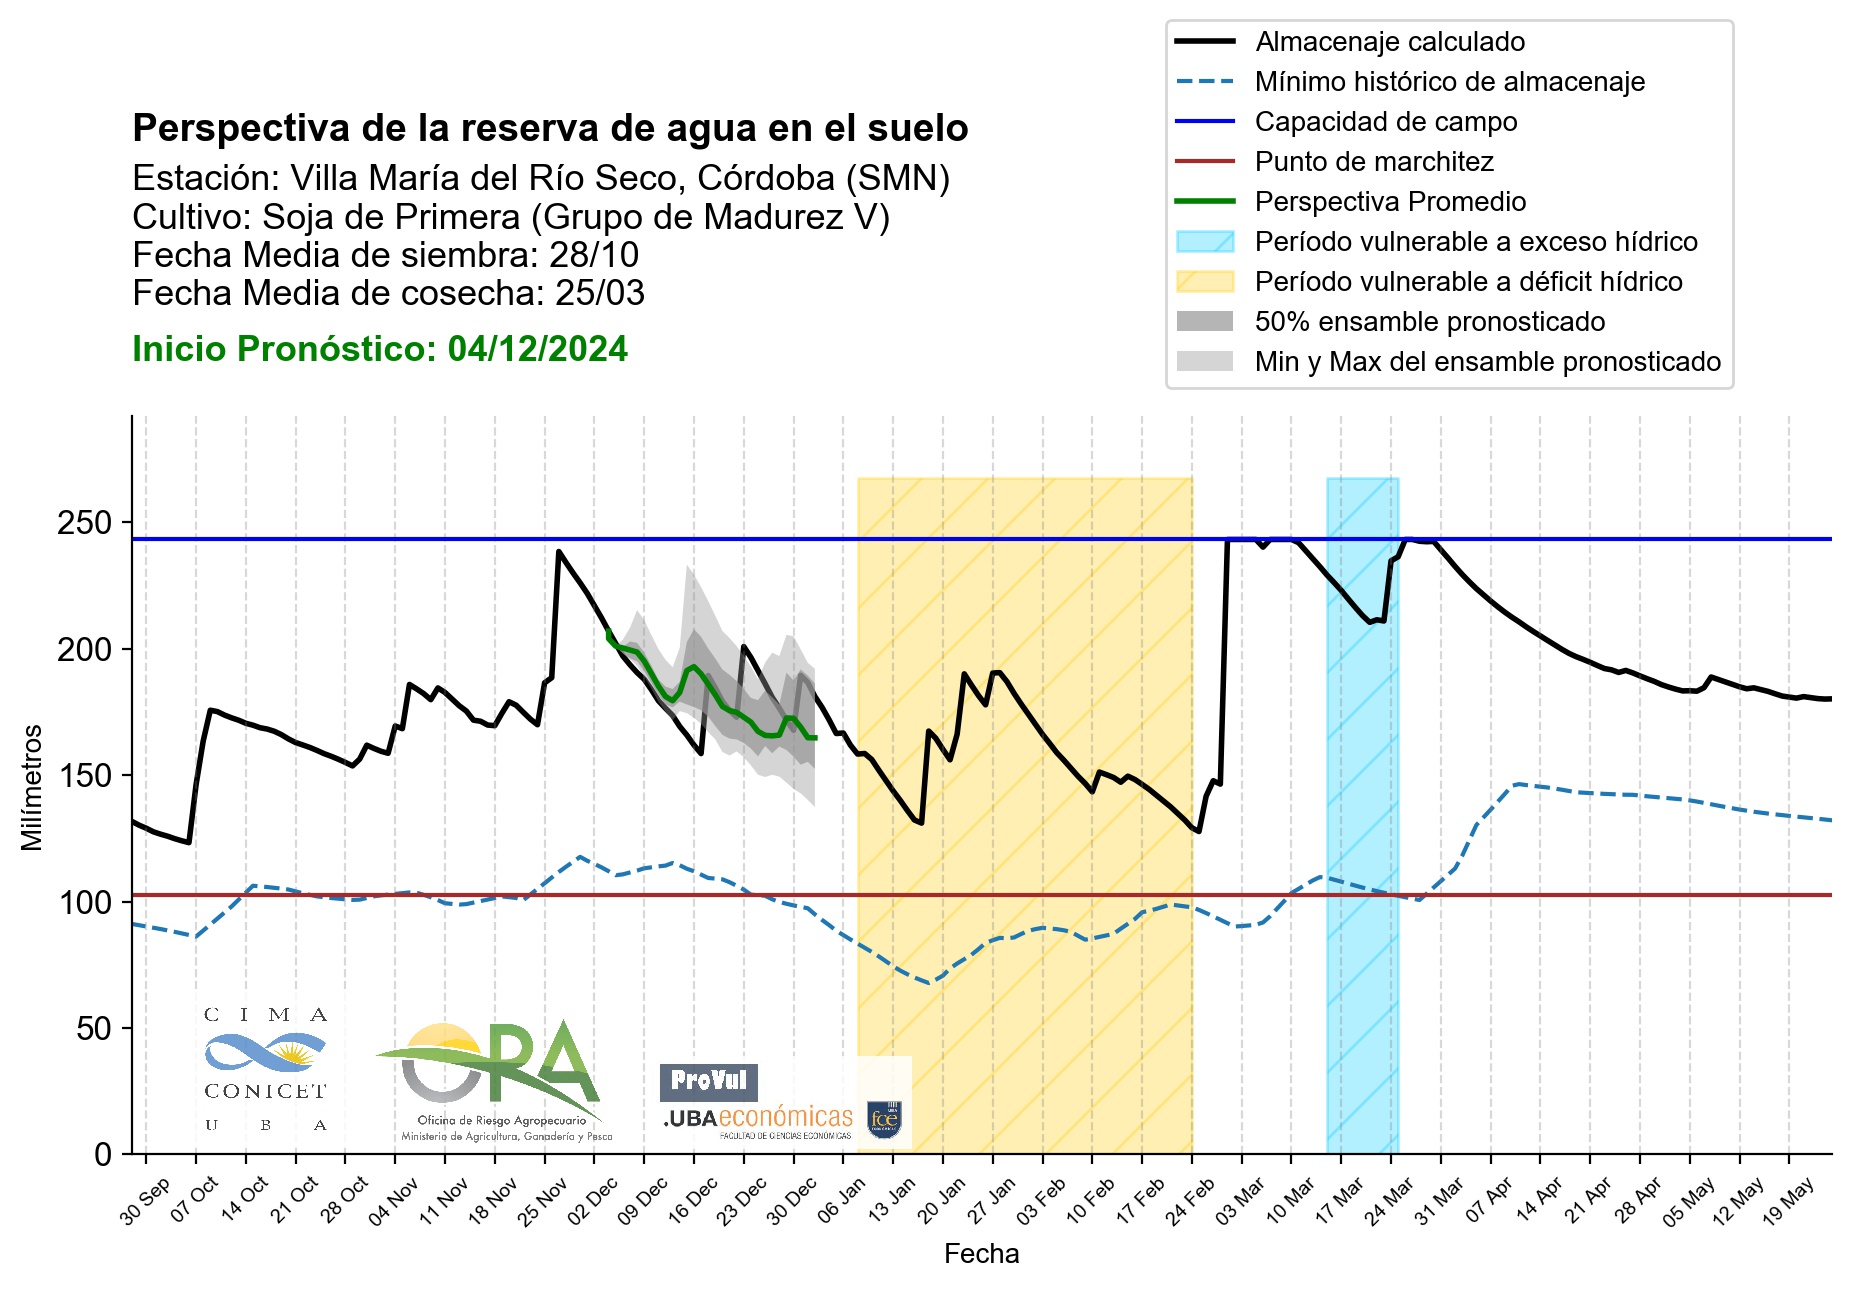 Almacenaje calculado
Mínimo histórico de almacenaje
Capacidad de campo
Punto de marchitez
Perspectiva Promedio
Período vulnerable a exceso hídrico
Período vulnerable a déficit hídrico
50% ensamble pronosticado
Min y Max del ensamble pronosticado
Perspectiva de la reserva de agua en el suelo
Estación: Villa María del Río Seco, Córdoba (SMN)
Cultivo: Soja de Primera (Grupo de Madurez V)
Fecha Media de siembra: 28/10
Fecha Media de cosecha: 25/03
Inicio Pronóstico: 04/12/2024
Milímetros
250
200
150
100
50
0
CIMA
CONICET
UBA
ORA
Oficina de Riesgo Agropecuario
Ministerio de Agricultura, Ganadería y Pesca
ProVul
.UBAeconómicas
FACULTAD DE CIENCIAS ECONÓMICAS
fce
30 Sep
07 Oct
14 Oct
21 Oct
28 Oct
04 Nov
11 Nov
18 Nov
25 Nov
02 Dec
09 Dec
16 Dec
23 Dec
30 Dec
06 Jan
13 Jan
20 Jan
27 Jan
03 Feb
10 Feb
17 Feb
24 Feb
03 Mar
10 Mar
17 Mar
24 Mar
31 Mar
07 Apr
14 Apr
21 Apr
28 Apr
05 May
12 May
19 May
Fecha